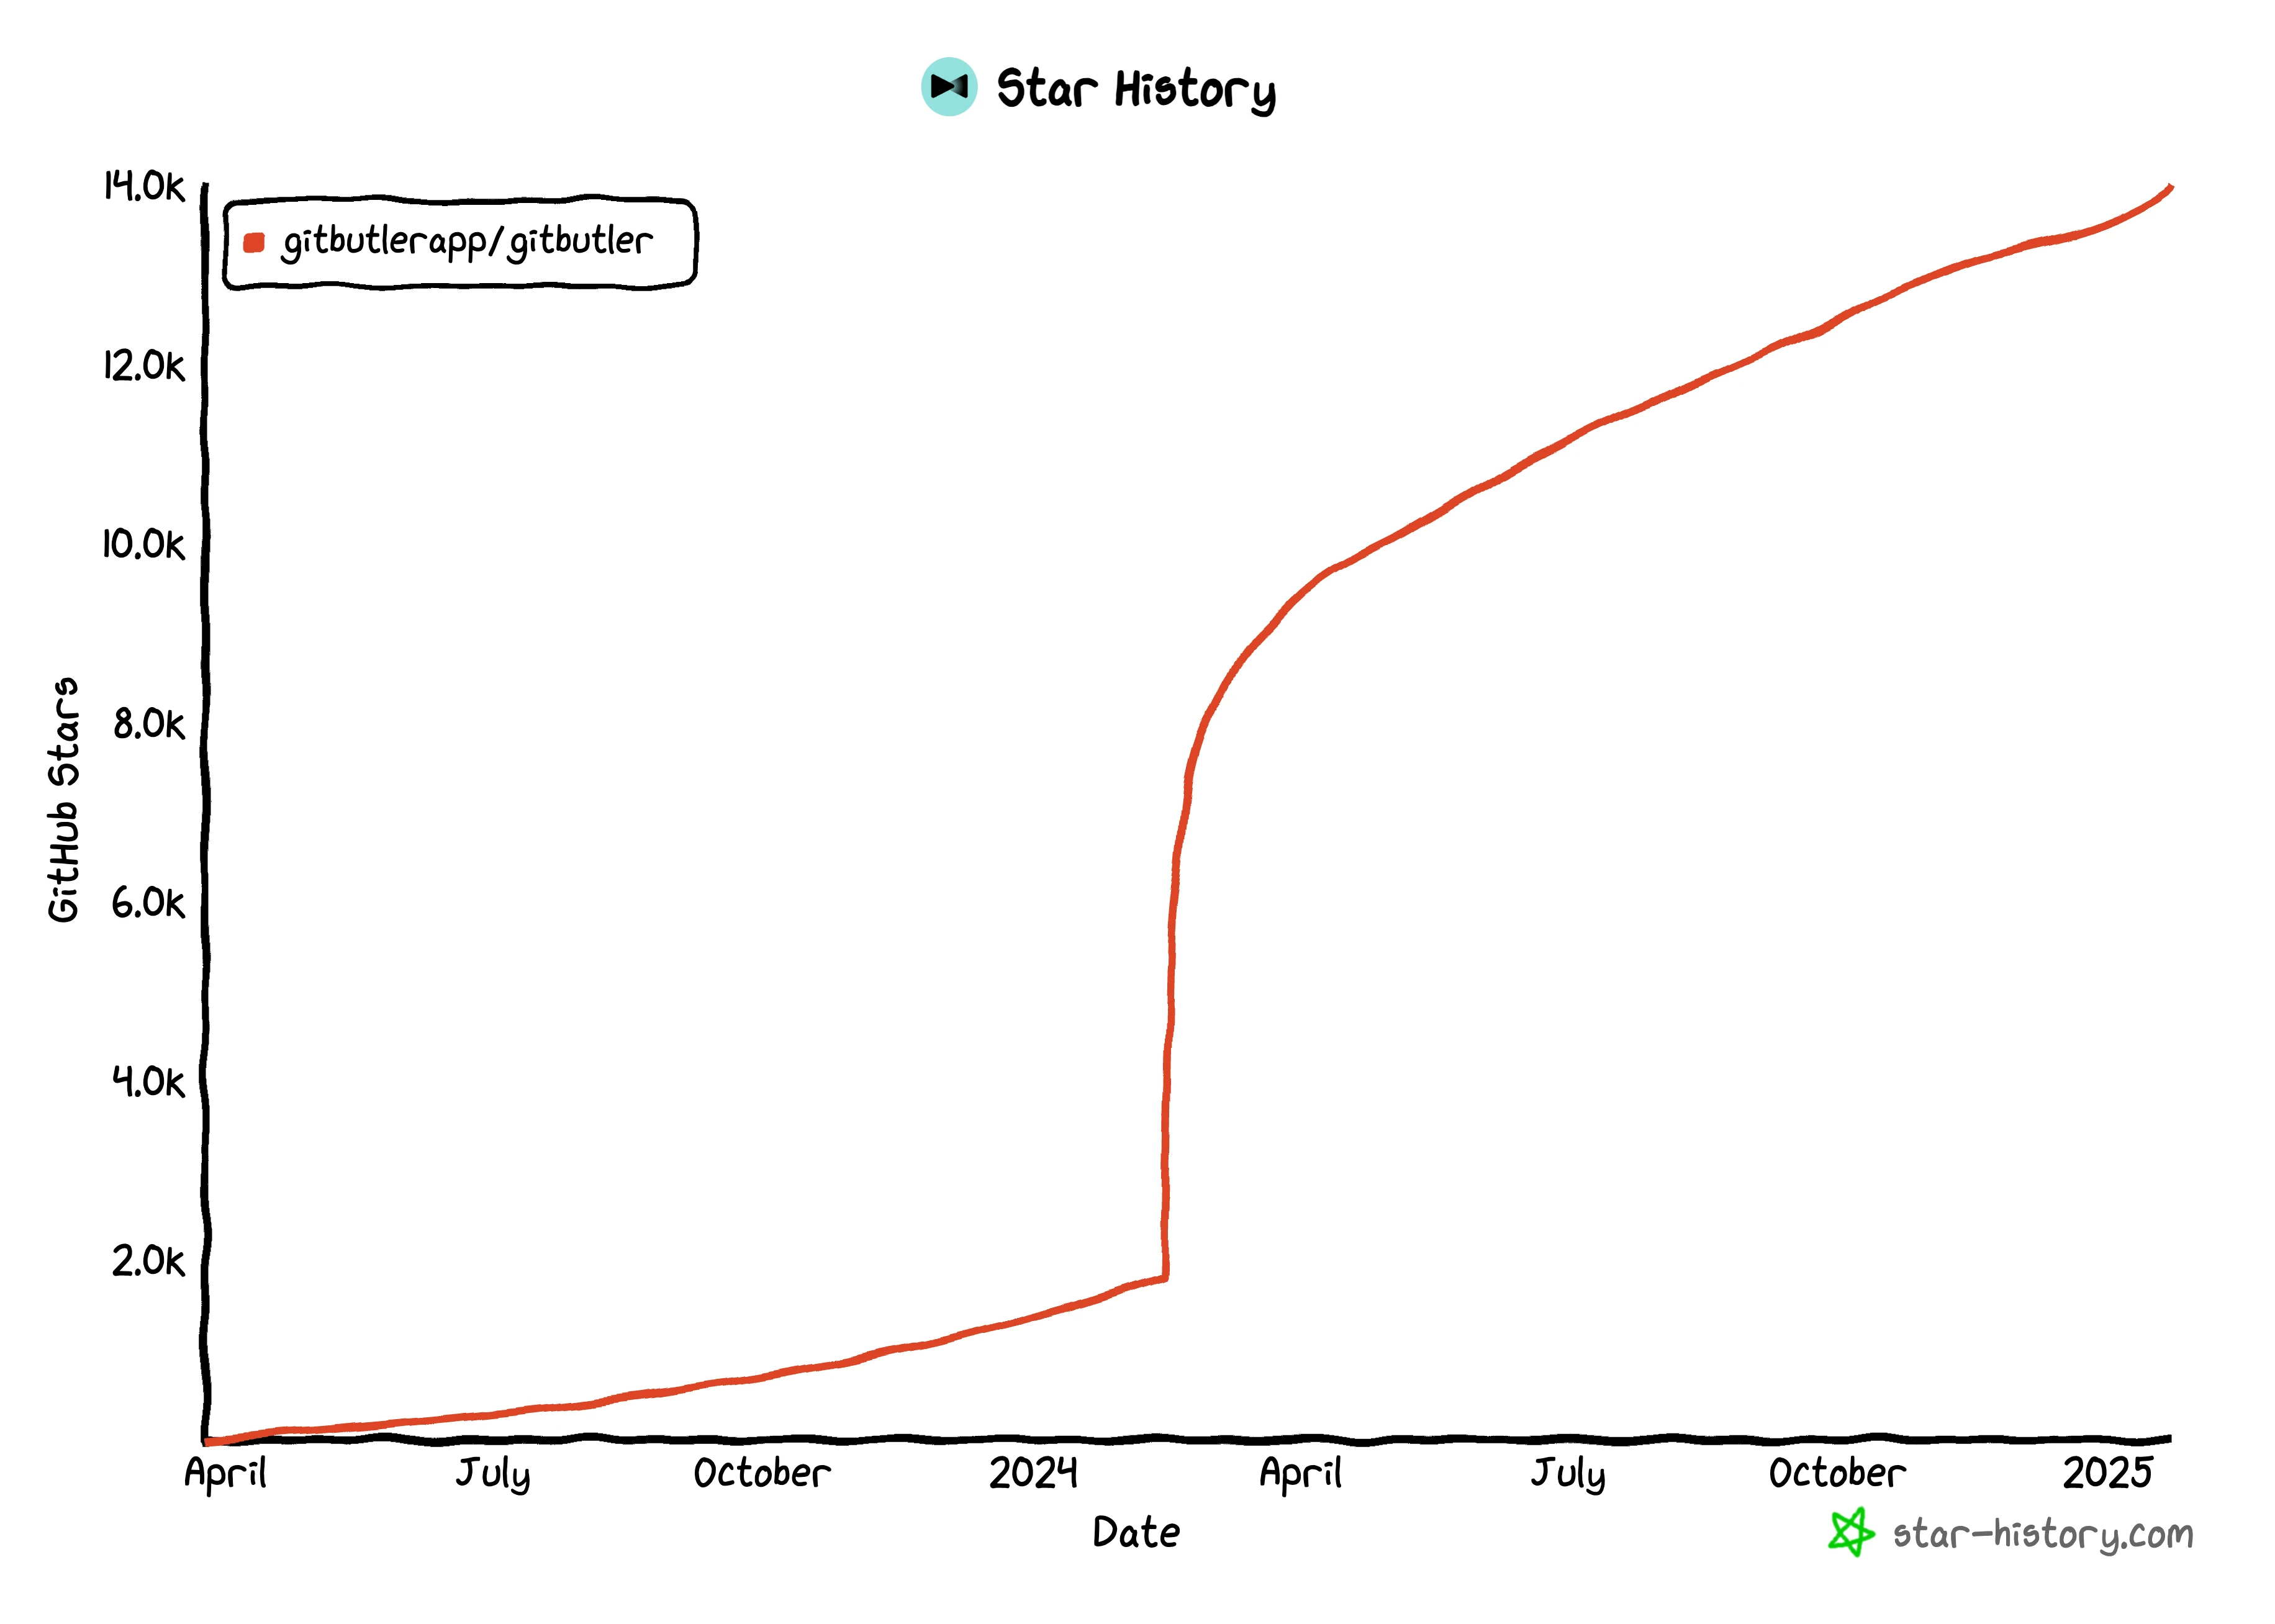 Star History
gitbutlerapp/gitbutler
14.0K
12.0K
10.0K
8.0K
6.0K
4.0K
2.0K
GitHub Stars
April July October 2024 April July October 2025
Date
star-history.com